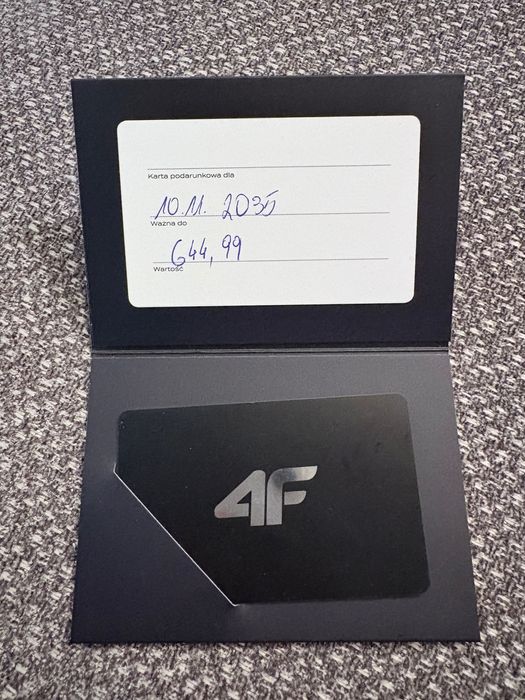 Karta podarunkowa dla
10.11. 2035
Ważna do
644,99
Wartość
4F